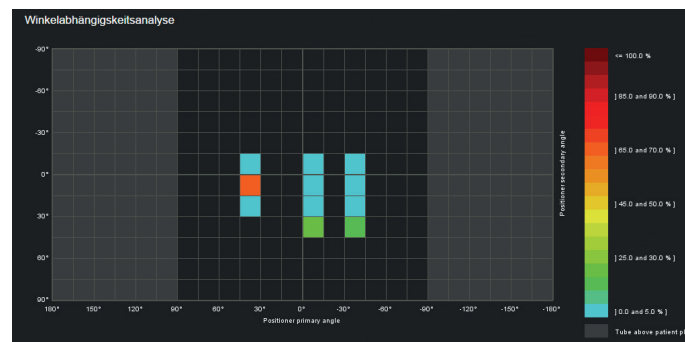 Winkelabhängigskeitsanalyse
-90°
-60°
-30°
0°
30°
60°
90°
180° 150° 120° 90° 60° 30° 0° -30° -60° -90° -120° -150° -180°
Positioner primary angle
Positioner secondary angle
<= 100.0 %
] 85.0 and 90.0 % ]
] 65.0 and 70.0 % ]
] 45.0 and 50.0 % ]
] 25.0 and 30.0 % ]
] 0.0 and 5.0 % ]
Tube above patient pl